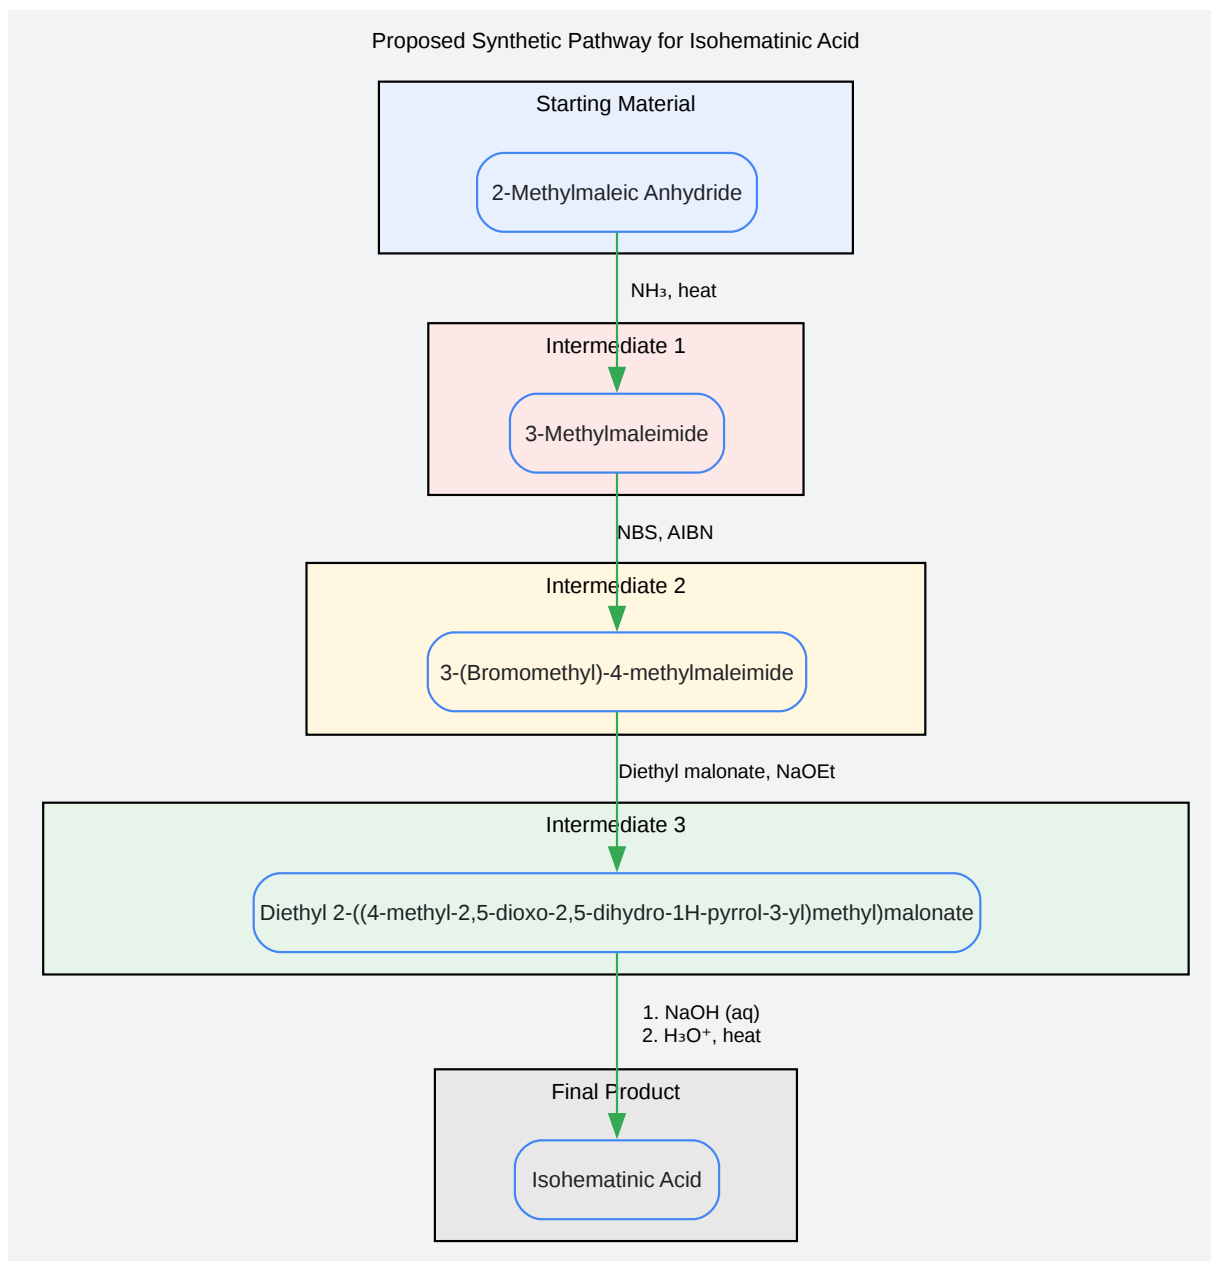 Proposed Synthetic Pathway for Isohematinic Acid
Starting Material
2-Methylmaleic Anhydride
NH₃, heat
Intermediate 1
3-Methylmaleimide
NBS, AIBN
Intermediate 2
3-(Bromomethyl)-4-methylmaleimide
Diethyl malonate, NaOEt
Intermediate 3
Diethyl 2-((4-methyl-2,5-dioxo-2,5-dihydro-1H-pyrrol-3-yl)methyl)malonate
1. NaOH (aq)
2. H₃O⁺, heat
Final Product
Isohematinic Acid